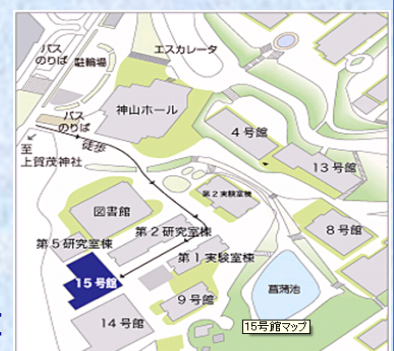 バス
のりば
駐輪場
エスカレータ
神山ホール
バス
のりば
徒歩
至
上賀茂神社
4号館
13号館
第2実験室棟
図書館
第2研究室棟
8号館
第5研究室棟
第1実験室棟
15号館
9号館
菖蒲池
14号館
15号館マップ